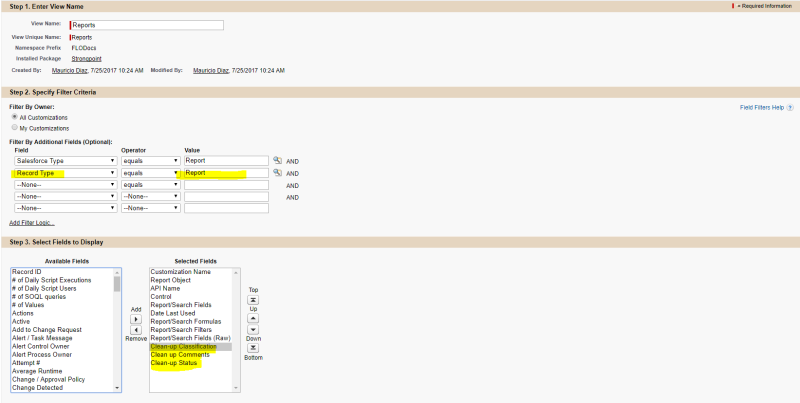 Step 1. Enter View Name
= Required Information
View Name: Reports
View Unique Name: Reports
Namespace Prefix FLODocs
Installed Package Strongpoint
Created By: Mauricio Diaz, 7/25/2017 10:24 AM Modified By: Mauricio Diaz, 7/25/2017 10:24 AM
Step 2. Specify Filter Criteria
Filter By Owner:
Field Filters Help ?
All Customizations
My Customizations
Filter By Additional Fields (Optional):
Field Operator Value
Salesforce Type equals Report AND
Record Type equals Report AND
--None-- equals AND
--None-- --None-- AND
--None-- --None--
Add Filter Logic...
Step 3. Select Fields to Display
Available Fields
Record ID
# of Daily Script Executions
# of Daily Script Users
# of SOQL queries
# of Values
Actions
Active
Add to Change Request
Alert / Task Message
Alert Control Owner
Alert Process Owner
Attempt #
Average Runtime
Change / Approval Policy
Change Detected
Add
Remove
Selected Fields
Customization Name
Report Object
API Name
Control
Report/Search Fields
Date Last Used
Report/Search Formulas
Report/Search Filters
Report/Search Fields (Raw)
Clean-up Classification
Clean up Comments
Clean-up Status
Top
Up
Down
Bottom